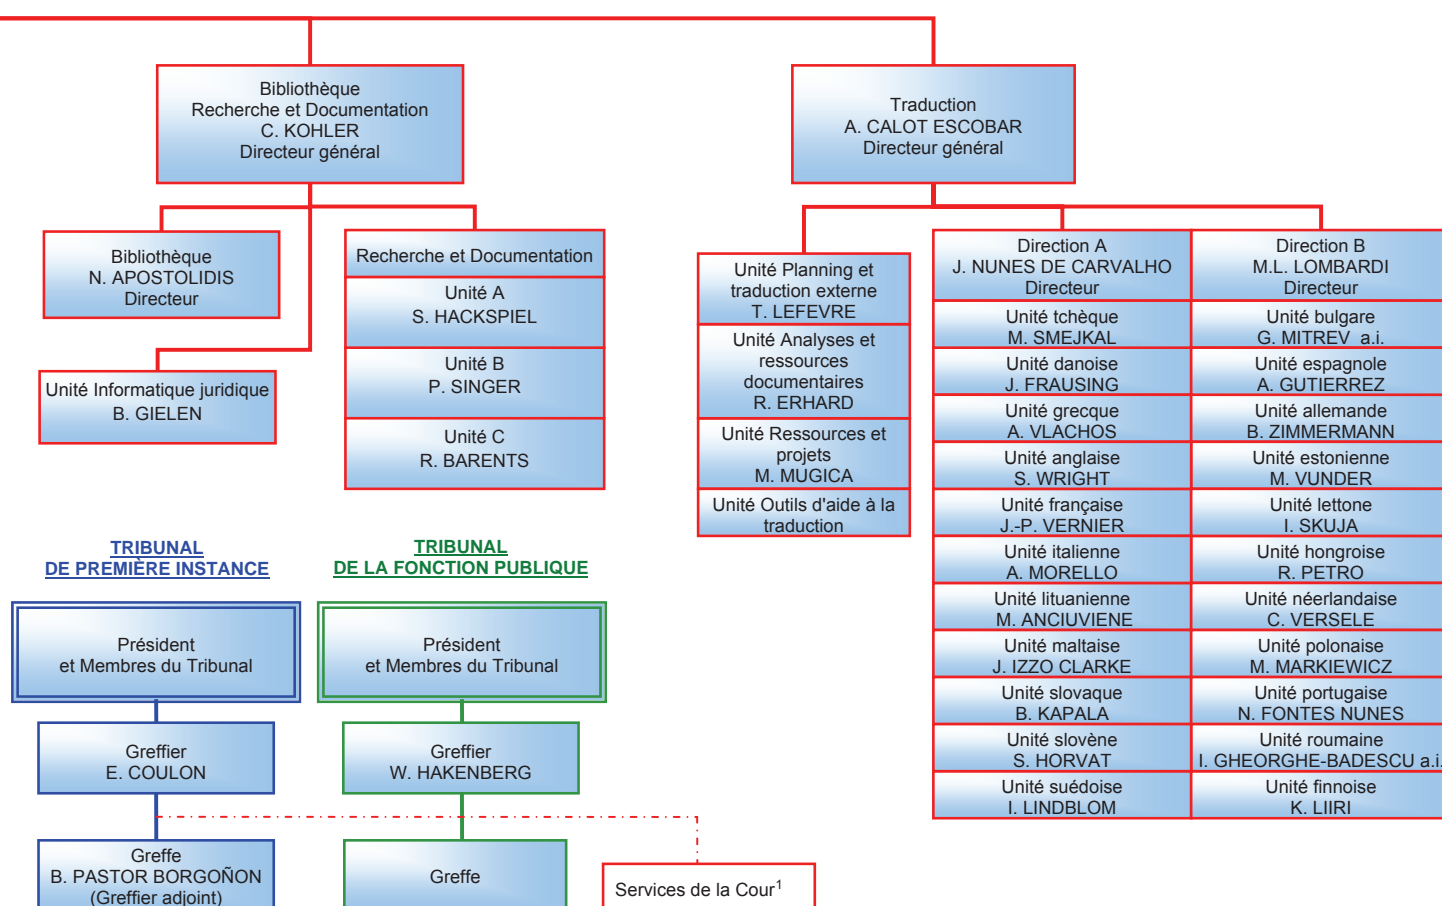 Bibliothèque
Recherche et Documentation
C. KOHLER
Directeur général
Traduction
A. CALOT ESCOBAR
Directeur général
Bibliothèque
N. APOSTOLIDIS
Directeur
Unité Informatique juridique
B. GIELEN
Recherche et Documentation
Unité A
S. HACKSPIEL
Unité B
P. SINGER
Unité C
R. BARENTS
Unité Planning et
traduction externe
T. LEFEVRE
Unité Analyses et
ressources
documentaires
R. ERHARD
Unité Ressources et
projets
M. MUGICA
Unité Outils d'aide à la
traduction
Direction A
J. NUNES DE CARVALHO
Directeur
Unité tchèque
M. SMEJKAL
Unité danoise
J. FRAUSING
Unité grecque
A. VLACHOS
Unité anglaise
S. WRIGHT
Unité française
J.-P. VERNIER
Unité italienne
A. MORELLO
Unité lituanienne
M. ANCIUVIENE
Unité maltaise
J. IZZO CLARKE
Unité slovaque
B. KAPALA
Unité slovène
S. HORVAT
Unité suédoise
I. LINDBLOM
Direction B
M.L. LOMBARDI
Directeur
Unité bulgare
G. MITREV a.i.
Unité espagnole
A. GUTIERREZ
Unité allemande
B. ZIMMERMANN
Unité estonienne
M. VUNDER
Unité lettone
I. SKUJA
Unité hongroise
R. PETRO
Unité néerlandaise
C. VERSELE
Unité polonaise
M. MARKIEWICZ
Unité portugaise
N. FONTES NUNES
Unité roumaine
I. GHEORGHE-BADESCU a.i.
Unité finnoise
K. LIIRI
TRIBUNAL
DE PREMIÈRE INSTANCE
Président
et Membres du Tribunal
Greffier
E. COULON
Greffe
B. PASTOR BORGOÑON
(Greffier adjoint)
TRIBUNAL
DE LA FONCTION PUBLIQUE
Président
et Membres du Tribunal
Greffier
W. HAKENBERG
Greffe
Services de la Cour1